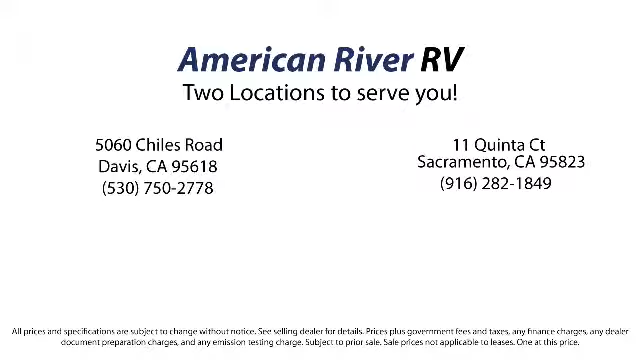 American River RV
Two Locations to serve you!
5060 Chiles Road
Davis, CA 95618
(530) 750-2778
11 Quinta Ct
Sacramento, CA 95823
(916) 282-1849
All prices and specifications are subject to change without notice. See selling dealer for details. Prices plus government fees and taxes, any finance charges, any dealer
document preparation charges, and any emission testing charge. Subject to prior sale. Sale prices not applicable to leases. One at this price.